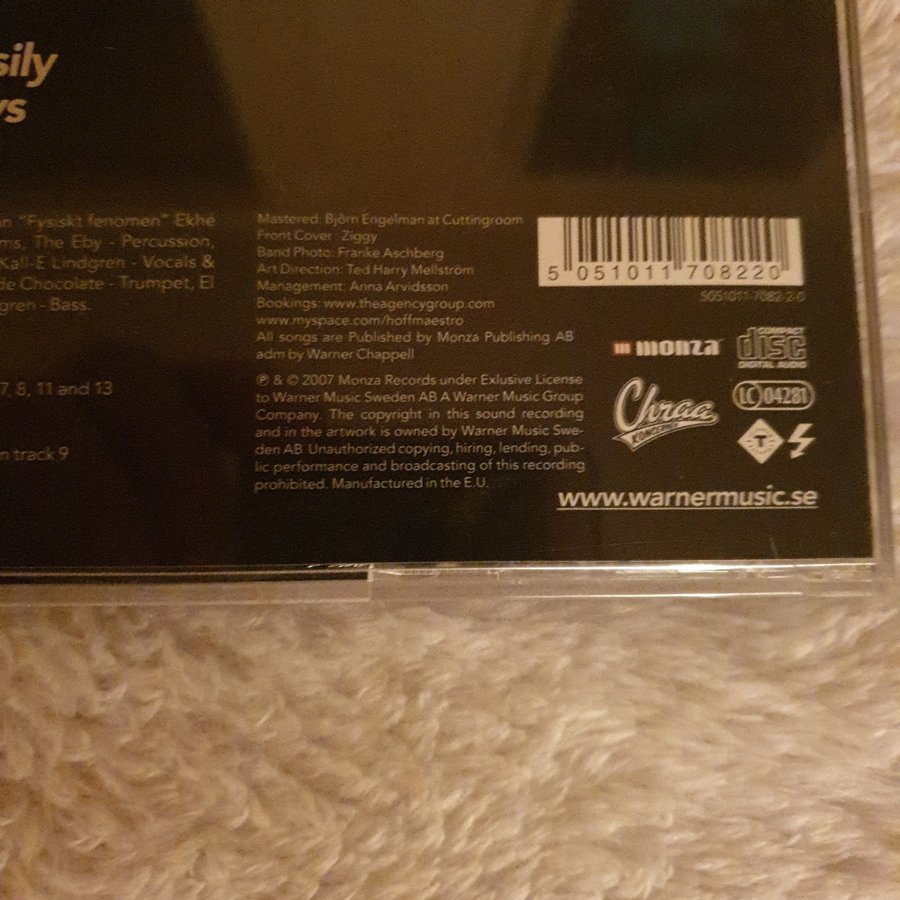 sily
ys
n "Fysiskt fenomen" Ekhé
ms, The Eby - Percussion,
Kall-E Lindgren - Vocals &
de Chocolate - Trumpet, El
gren - Bass.
7, 8, 11 and 13
n track 9
Mastered: Björn Engelman at Cuttingroom
Front Cover : Ziggy
Band Photo: Franke Aschberg
Art Direction: Ted Harry Mellström
Management: Anna Arvidsson
Bookings: www.theagencygroup.com
www.myspace.com/hoffmaestro
All songs are Published by Monza Publishing AB
adm by Warner Chappell
℗ & © 2007 Monza Records under Exlusive License
to Warner Music Sweden AB A Warner Music Group
Company. The copyright in this sound recording
and in the artwork is owned by Warner Music Swe-
den AB Unauthorized copying, hiring, lending, pub-
lic performance and broadcasting of this recording
prohibited. Manufactured in the E.U.
5 051011 708220
5051011-7082-2-0
m monza
COMPACT
disc
DIGITAL AUDIO
Chraa
LC 04281
T
www.warnermusic.se